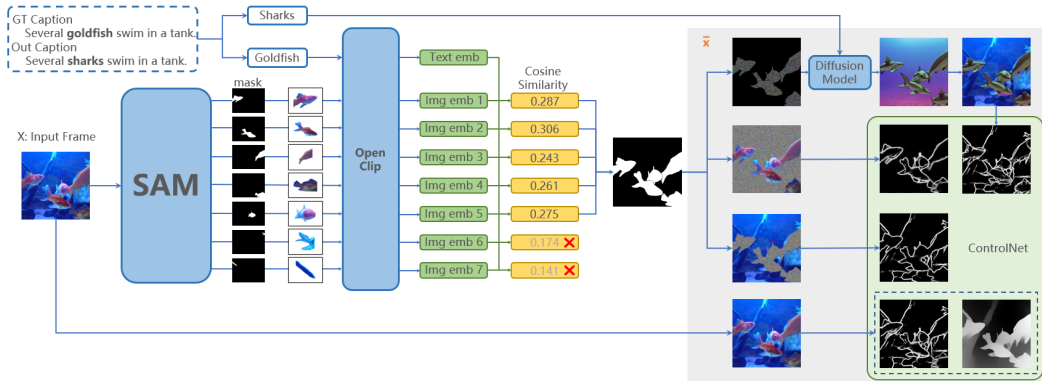 GT Caption
Several goldfish swim in a tank.
Out Caption
Several sharks swim in a tank.
Sharks
Goldfish
X: Input Frame
SAM
mask
Open
Clip
Text emb
Img emb 1
Img emb 2
Img emb 3
Img emb 4
Img emb 5
Img emb 6
Img emb 7
Cosine
Similarity
0.287
0.306
0.243
0.261
0.275
0.174
0.141
x̄
Diffusion
Model
ControlNet